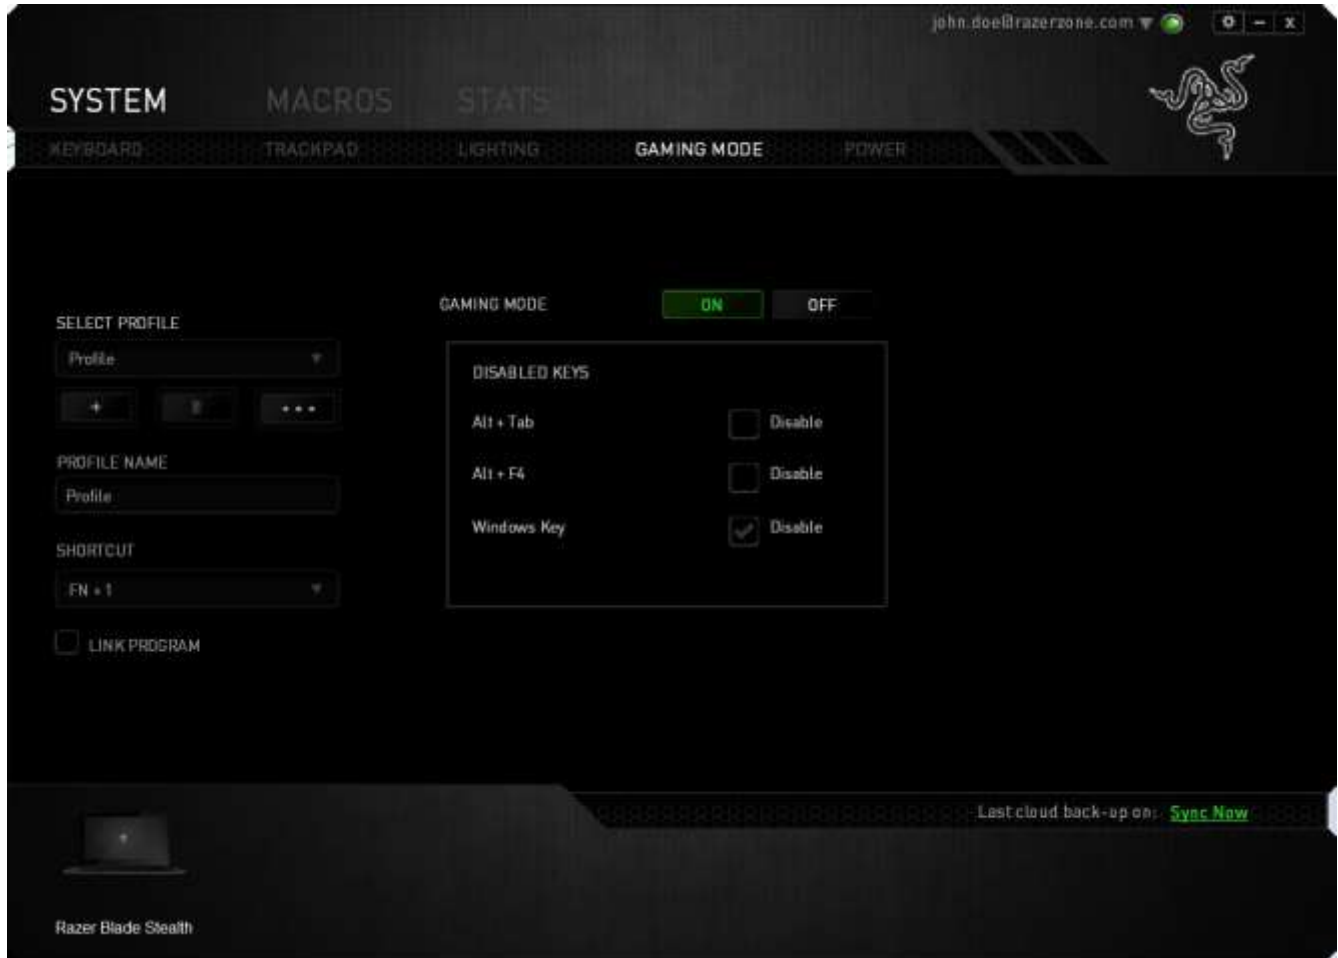 john.doe@razerzone.com
SYSTEM MACROS STATS
KEYBOARD TRACKPAD LIGHTING GAMING MODE POWER
GAMING MODE ON OFF
SELECT PROFILE
Profile
DISABLED KEYS
Alt + Tab Disable
PROFILE NAME
Alt + F4 Disable
Profile
Windows Key Disable
SHORTCUT
FN + 1
LINK PROGRAM
Last cloud back-up on: Sync Now
Razer Blade Stealth